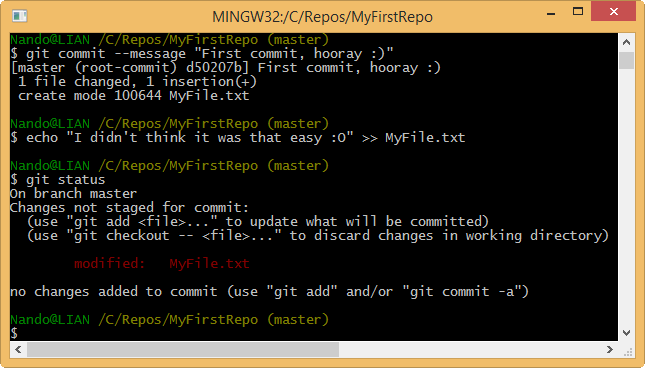 MINGW32:/C/Repos/MyFirstRepo
Nando@LIAN /C/Repos/MyFirstRepo (master)
$ git commit --message "First commit, hooray :)"
[master (root-commit) d50207b] First commit, hooray :)
 1 file changed, 1 insertion(+)
 create mode 100644 MyFile.txt
Nando@LIAN /C/Repos/MyFirstRepo (master)
$ echo "I didn't think it was that easy :O" >> MyFile.txt
Nando@LIAN /C/Repos/MyFirstRepo (master)
$ git status
On branch master
Changes not staged for commit:
  (use "git add <file>..." to update what will be committed)
  (use "git checkout -- <file>..." to discard changes in working directory)
        modified:   MyFile.txt
no changes added to commit (use "git add" and/or "git commit -a")
Nando@LIAN /C/Repos/MyFirstRepo (master)
$